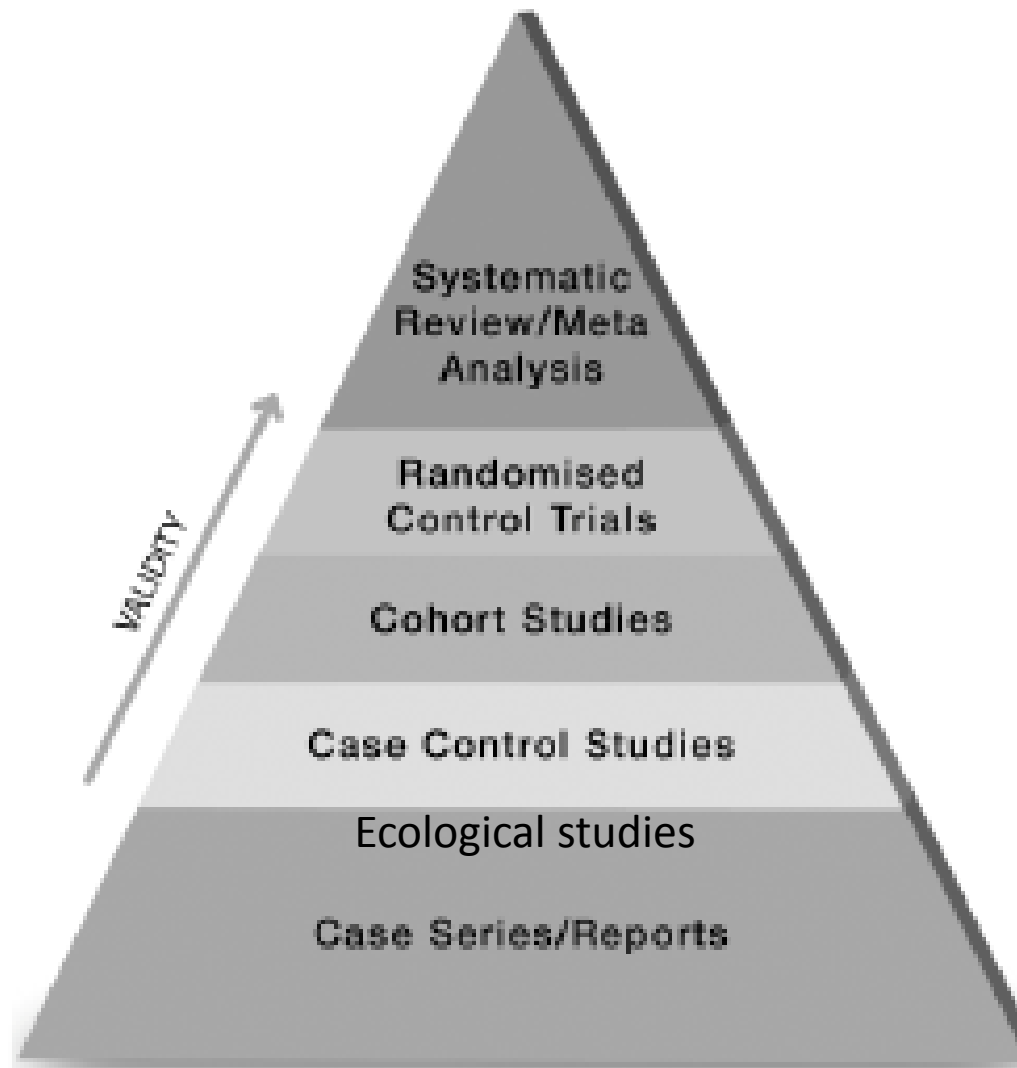 Systematic
Review/Meta
Analysis
Randomised
Control Trials
VALIDITY
Cohort Studies
Case Control Studies
Ecological studies
Case Series/Reports